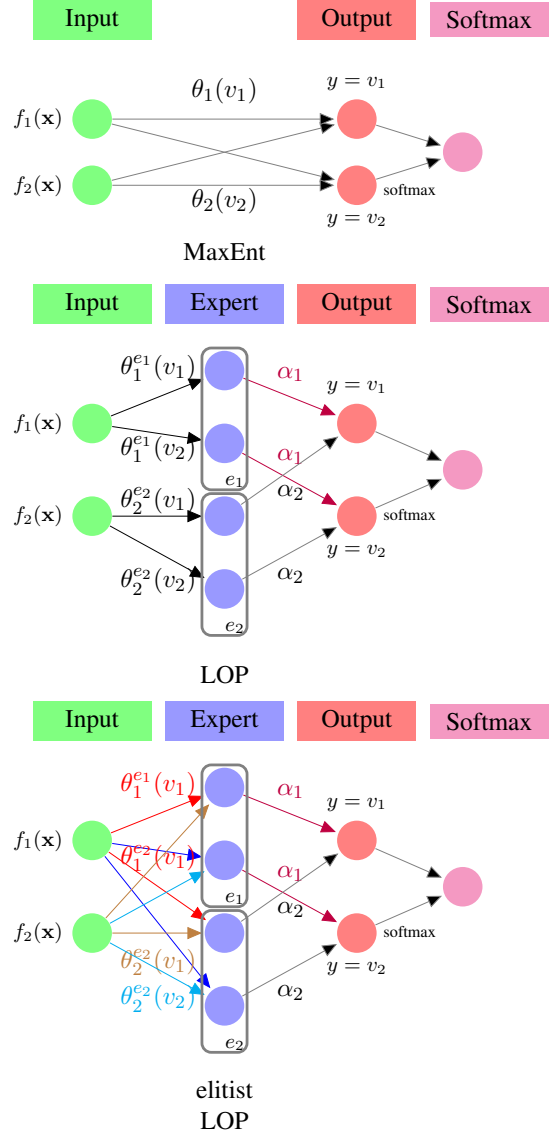 Input Output Softmax
θ₁(v₁)
y = v₁
f₁(x)
f₂(x)
softmax
θ₂(v₂)
y = v₂
MaxEnt
Input Expert Output Softmax
θ₁^{e₁}(v₁)
α₁
y = v₁
f₁(x)
θ₁^{e₁}(v₂)
α₁
e₁
α₂
θ₂^{e₂}(v₁)
f₂(x)
softmax
y = v₂
θ₂^{e₂}(v₂)
α₂
e₂
LOP
Input Expert Output Softmax
θ₁^{e₁}(v₁)
α₁
y = v₁
f₁(x)
θ₁^{e₂}(v₁)
α₁
e₁
α₂
f₂(x)
softmax
θ₂^{e₂}(v₁)
y = v₂
θ₂^{e₂}(v₂)
α₂
e₂
elitist
LOP